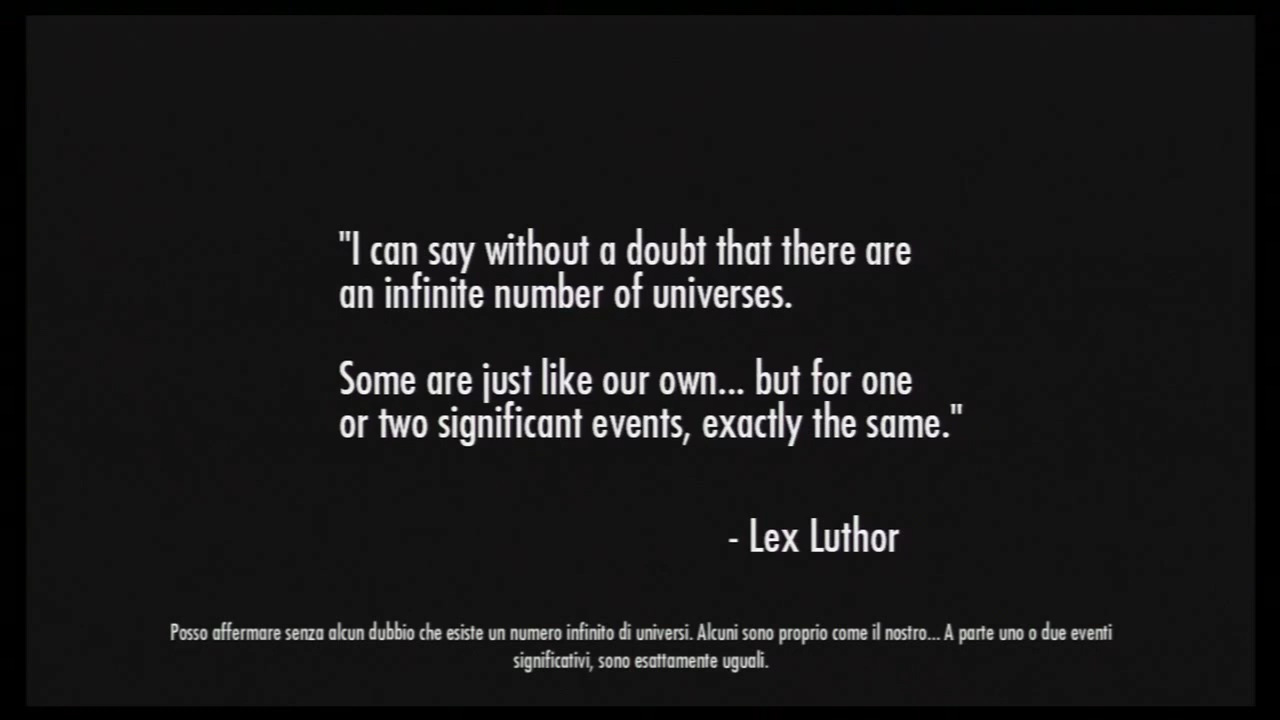 "I can say without a doubt that there are
an infinite number of universes.
Some are just like our own... but for one
or two significant events, exactly the same."
- Lex Luthor
Posso affermare senza alcun dubbio che esiste un numero infinito di universi. Alcuni sono proprio come il nostro... A parte uno o due eventi
significativi, sono esattamente uguali.